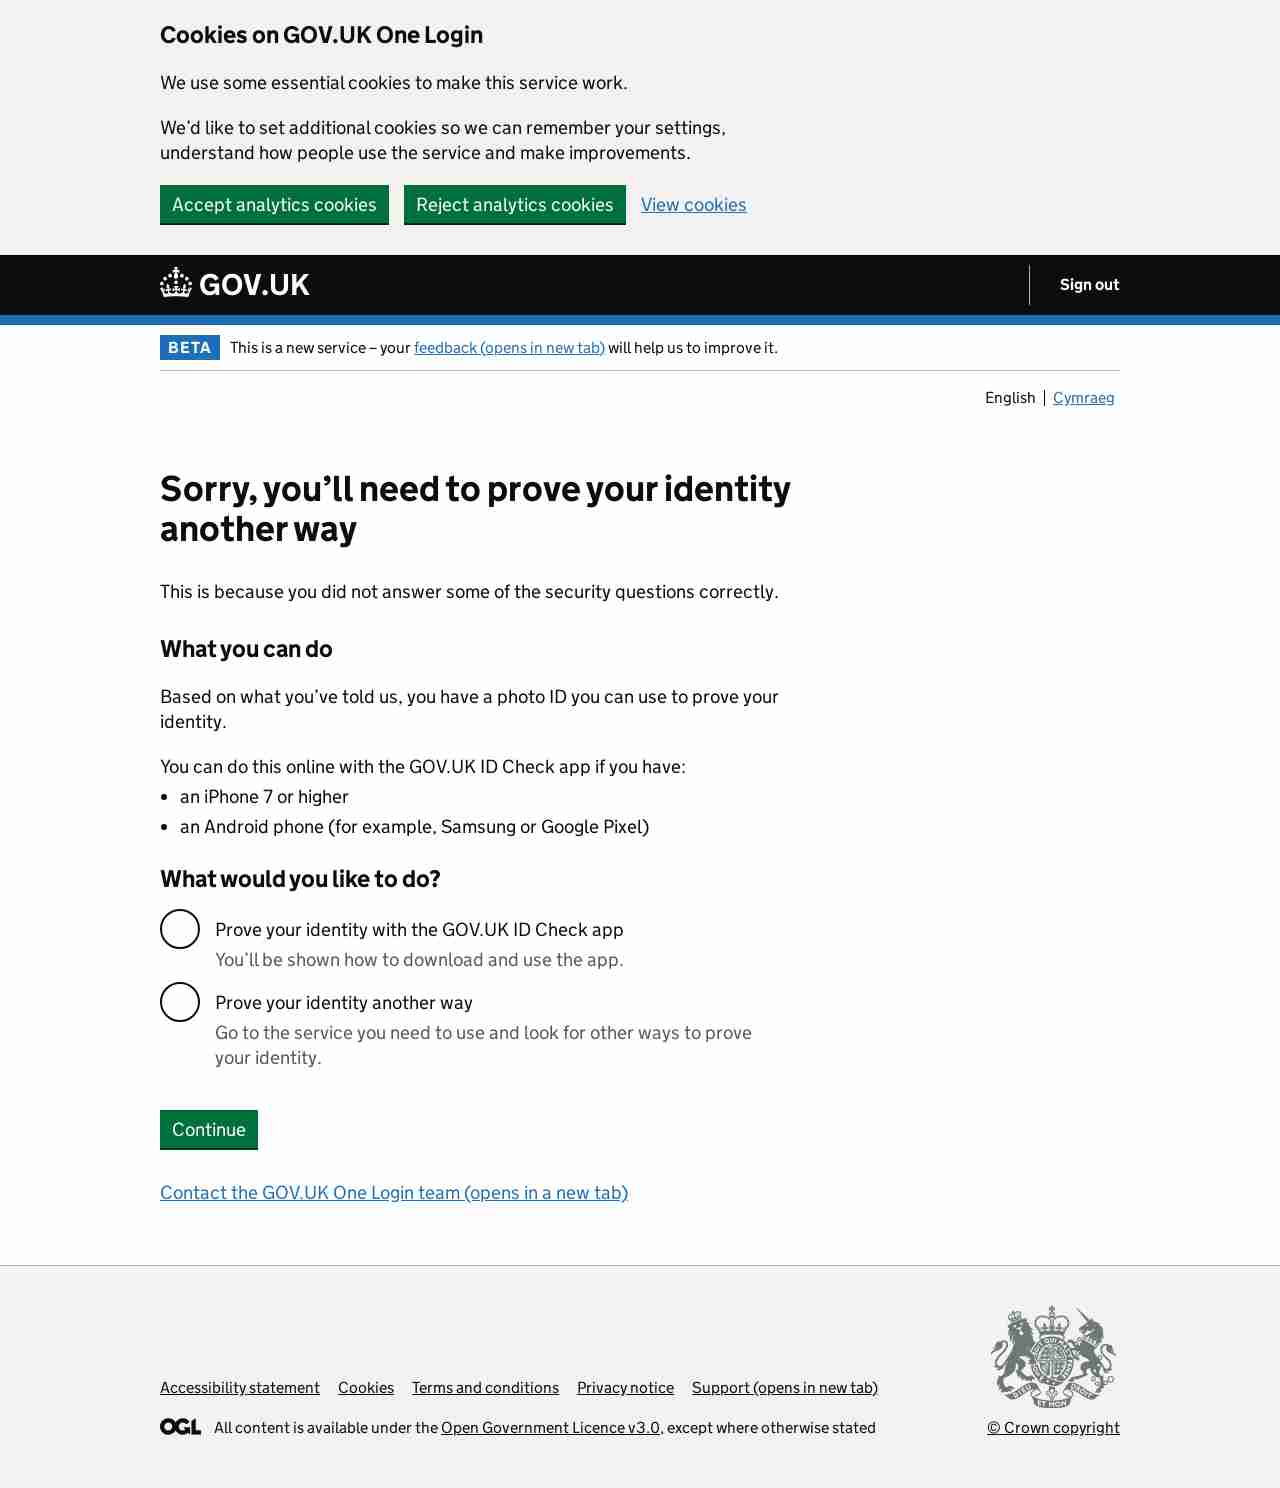 Cookies on GOV.UK One Login
We use some essential cookies to make this service work.
We’d like to set additional cookies so we can remember your settings,
understand how people use the service and make improvements.
Accept analytics cookies Reject analytics cookies View cookies
GOV.UK Sign out
BETA This is a new service – your feedback (opens in new tab) will help us to improve it.
English Cymraeg
Sorry, you’ll need to prove your identity
another way
This is because you did not answer some of the security questions correctly.
What you can do
Based on what you’ve told us, you have a photo ID you can use to prove your
identity.
You can do this online with the GOV.UK ID Check app if you have:
• an iPhone 7 or higher
• an Android phone (for example, Samsung or Google Pixel)
What would you like to do?
Prove your identity with the GOV.UK ID Check app
You’ll be shown how to download and use the app.
Prove your identity another way
Go to the service you need to use and look for other ways to prove
your identity.
Continue
Contact the GOV.UK One Login team (opens in a new tab)
Accessibility statement Cookies Terms and conditions Privacy notice Support (opens in new tab)
OGL All content is available under the Open Government Licence v3.0, except where otherwise stated
© Crown copyright